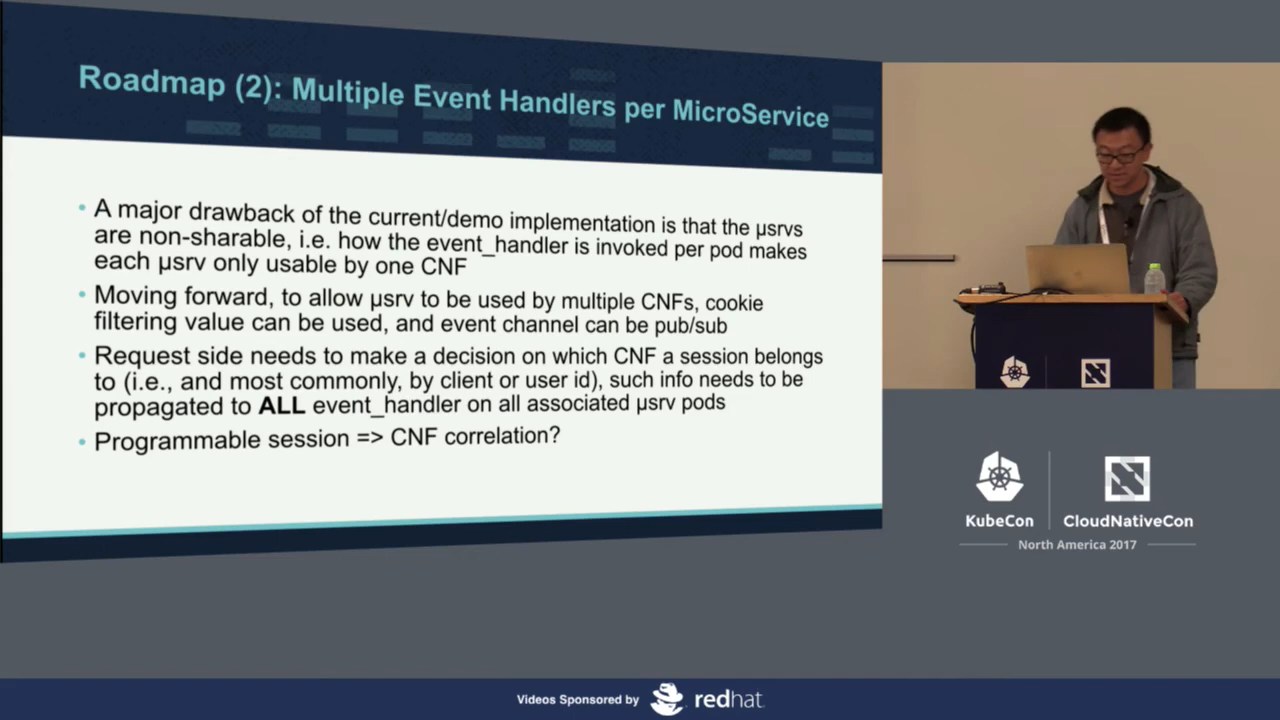 Roadmap (2): Multiple Event Handlers per MicroService
• A major drawback of the current/demo implementation is that the µsrvs
are non-sharable, i.e. how the event_handler is invoked per pod makes
each µsrv only usable by one CNF
• Moving forward, to allow µsrv to be used by multiple CNFs, cookie
filtering value can be used, and event channel can be pub/sub
• Request side needs to make a decision on which CNF a session belongs
to (i.e., and most commonly, by client or user id), such info needs to be
propagated to ALL event_handler on all associated µsrv pods
• Programmable session => CNF correlation?
KubeCon
CloudNativeCon
North America 2017
Videos Sponsored by
redhat.